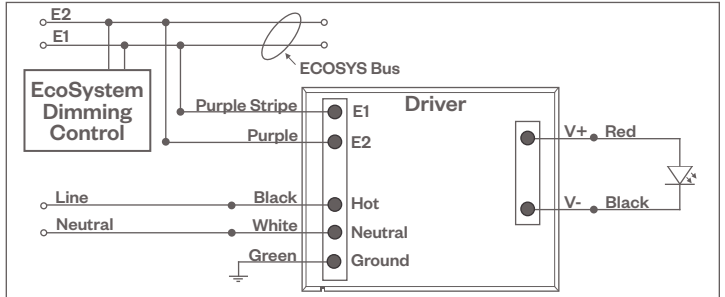 E2
E1
ECOSYS Bus
EcoSystem
Dimming
Control
Purple Stripe
E1
Driver
Purple
E2
V+
Red
Line
Black
Hot
V-
Black
Neutral
White
Neutral
Green
Ground